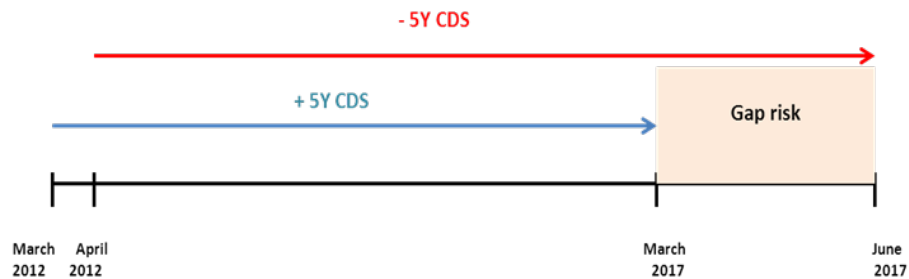 - 5Y CDS
+ 5Y CDS
Gap risk
March April March June
2012 2012 2017 2017